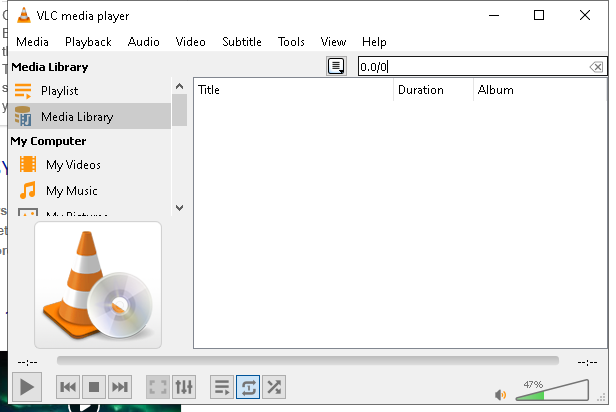 VLC media player
Media Playback Audio Video Subtitle Tools View Help
Media Library
0.0/0
Playlist
Title Duration Album
Media Library
My Computer
My Videos
My Music
My Pictures
--:-- --:--
47%